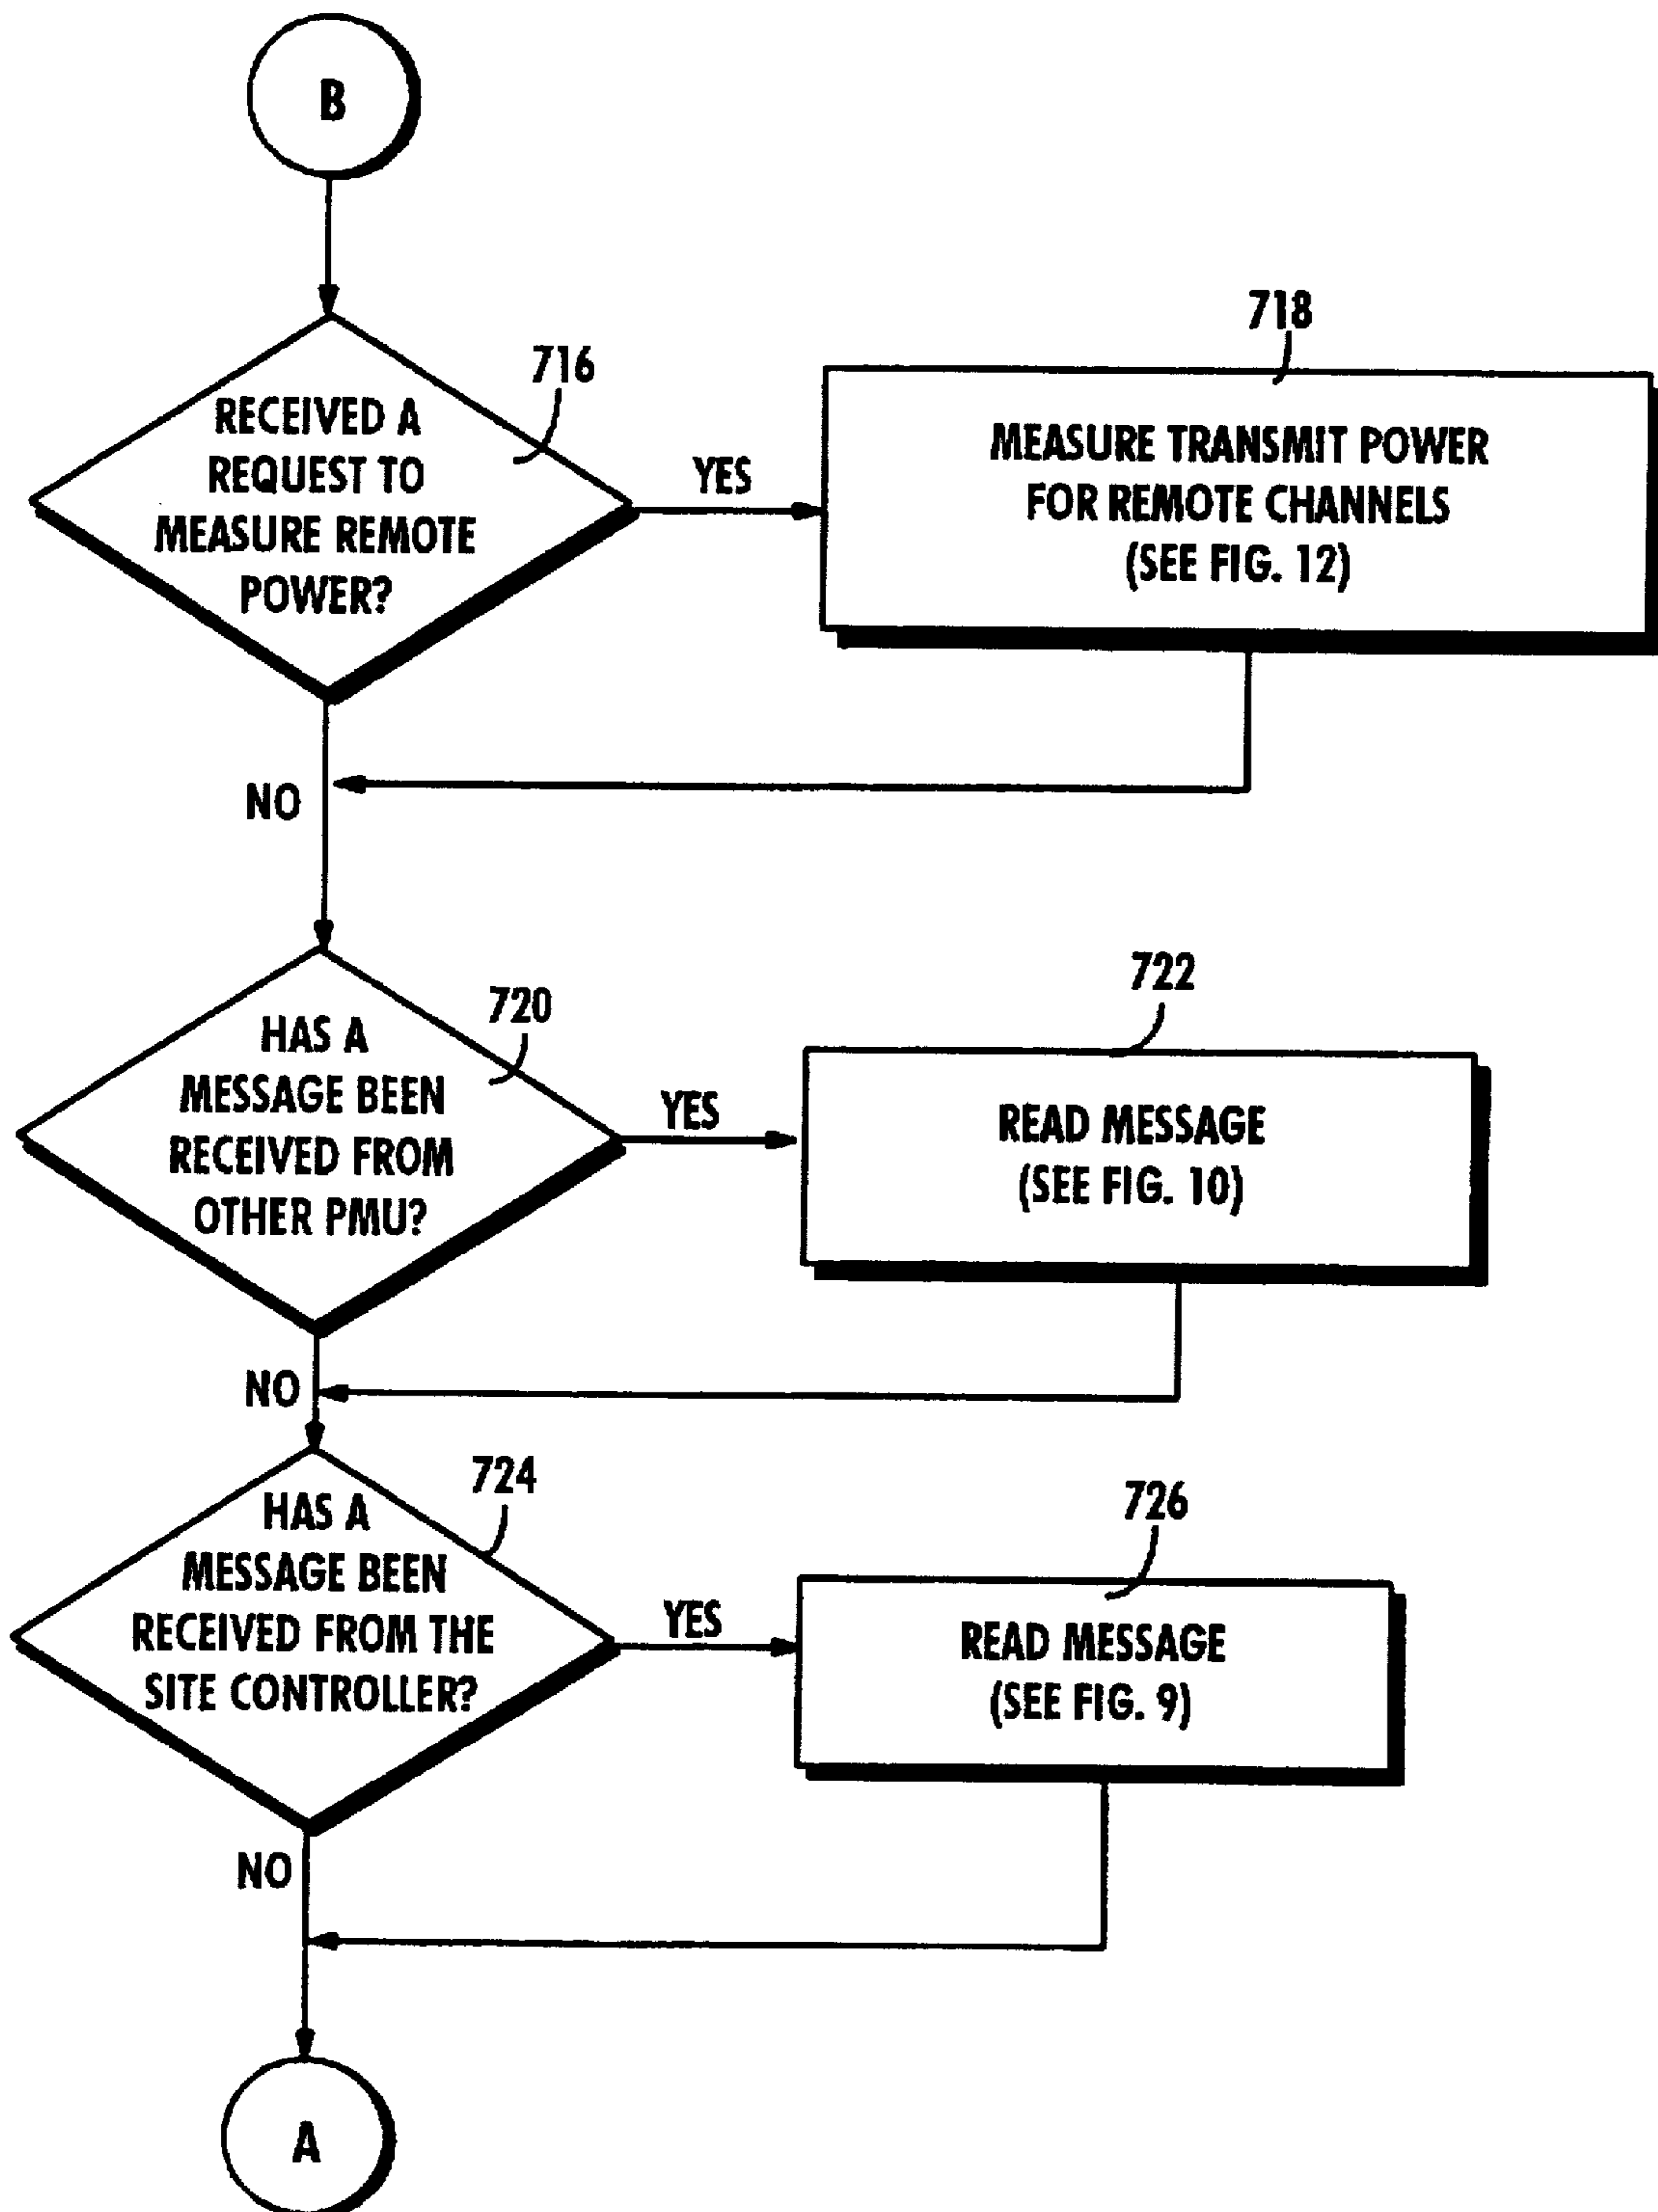 B
716
RECEIVED A
REQUEST TO
MEASURE REMOTE
POWER?
YES
718
MEASURE TRANSMIT POWER
FOR REMOTE CHANNELS
(SEE FIG. 12)
NO
720
HAS A
MESSAGE BEEN
RECEIVED FROM
OTHER PMU?
YES
722
READ MESSAGE
(SEE FIG. 10)
NO
724
HAS A
MESSAGE BEEN
RECEIVED FROM THE
SITE CONTROLLER?
YES
726
READ MESSAGE
(SEE FIG. 9)
NO
A